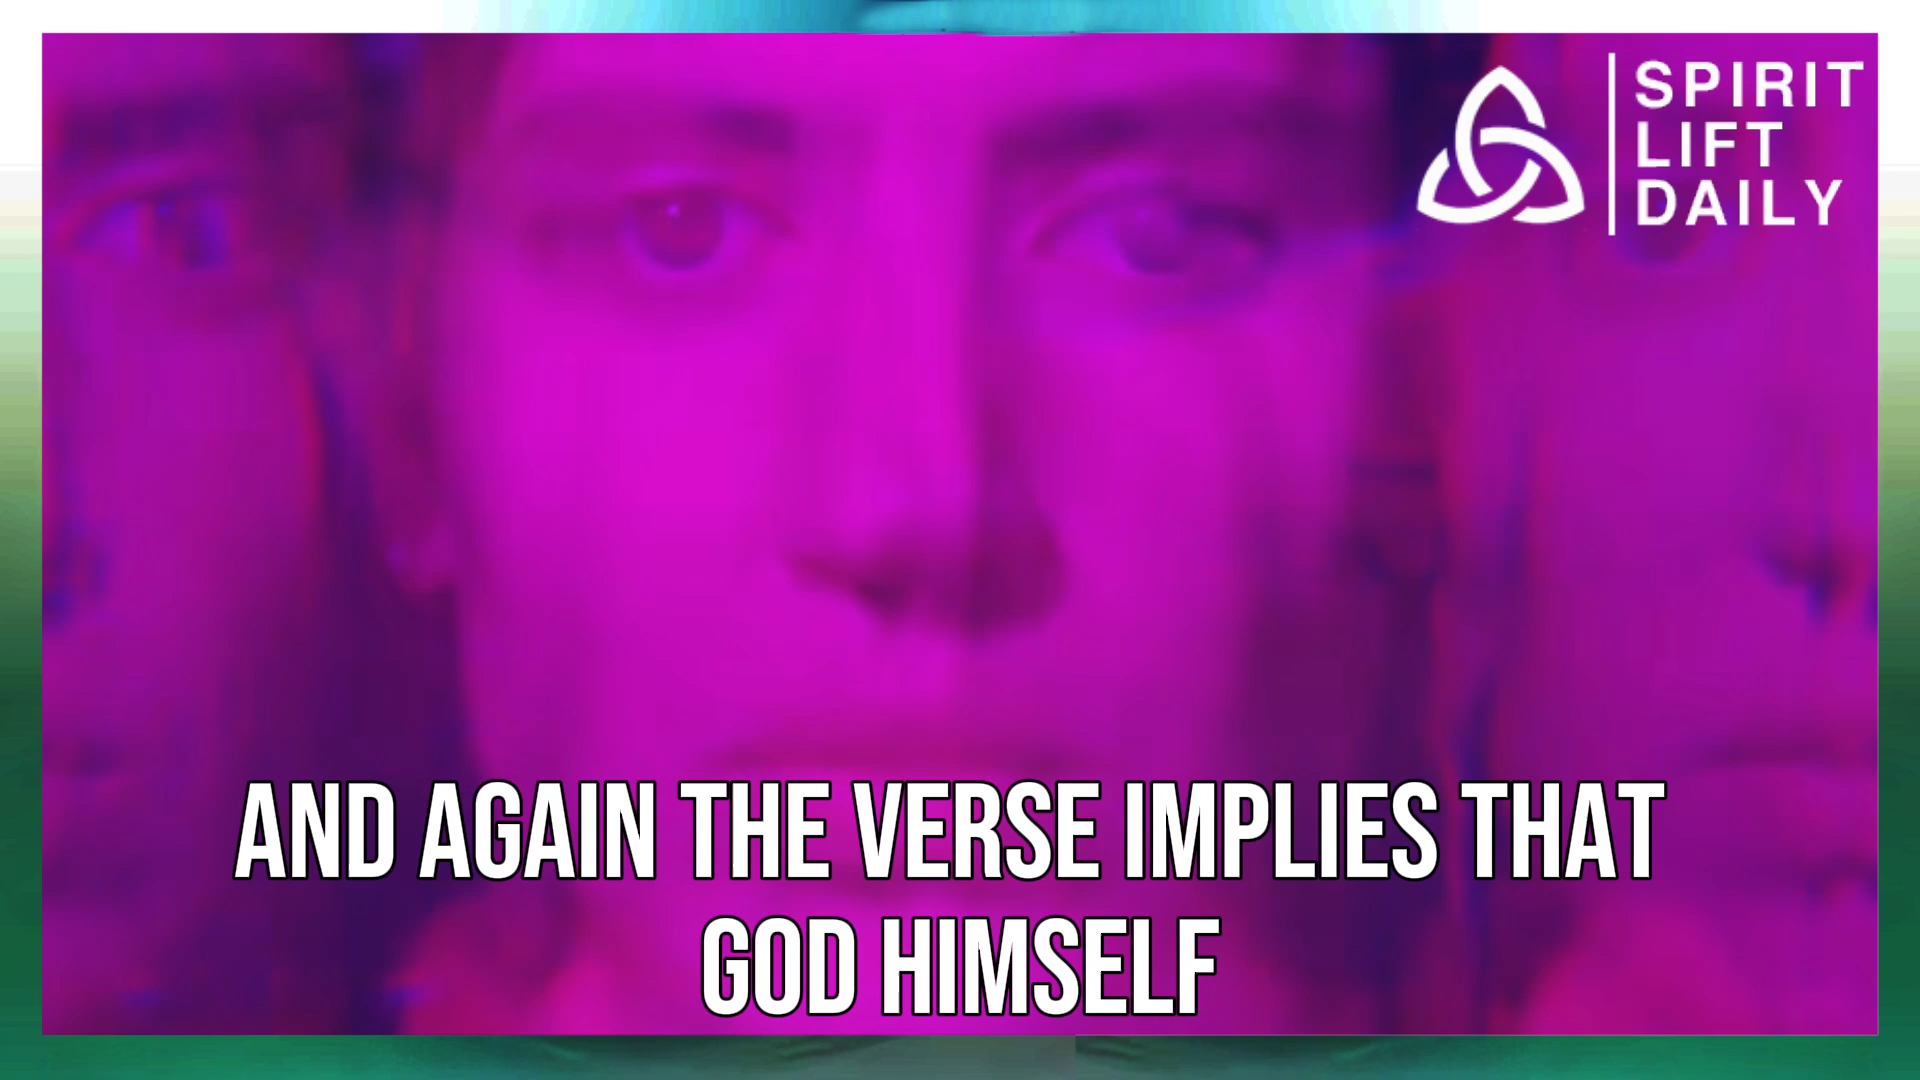 SPIRIT
LIFT
DAILY
AND AGAIN THE VERSE IMPLIES THAT
GOD HIMSELF